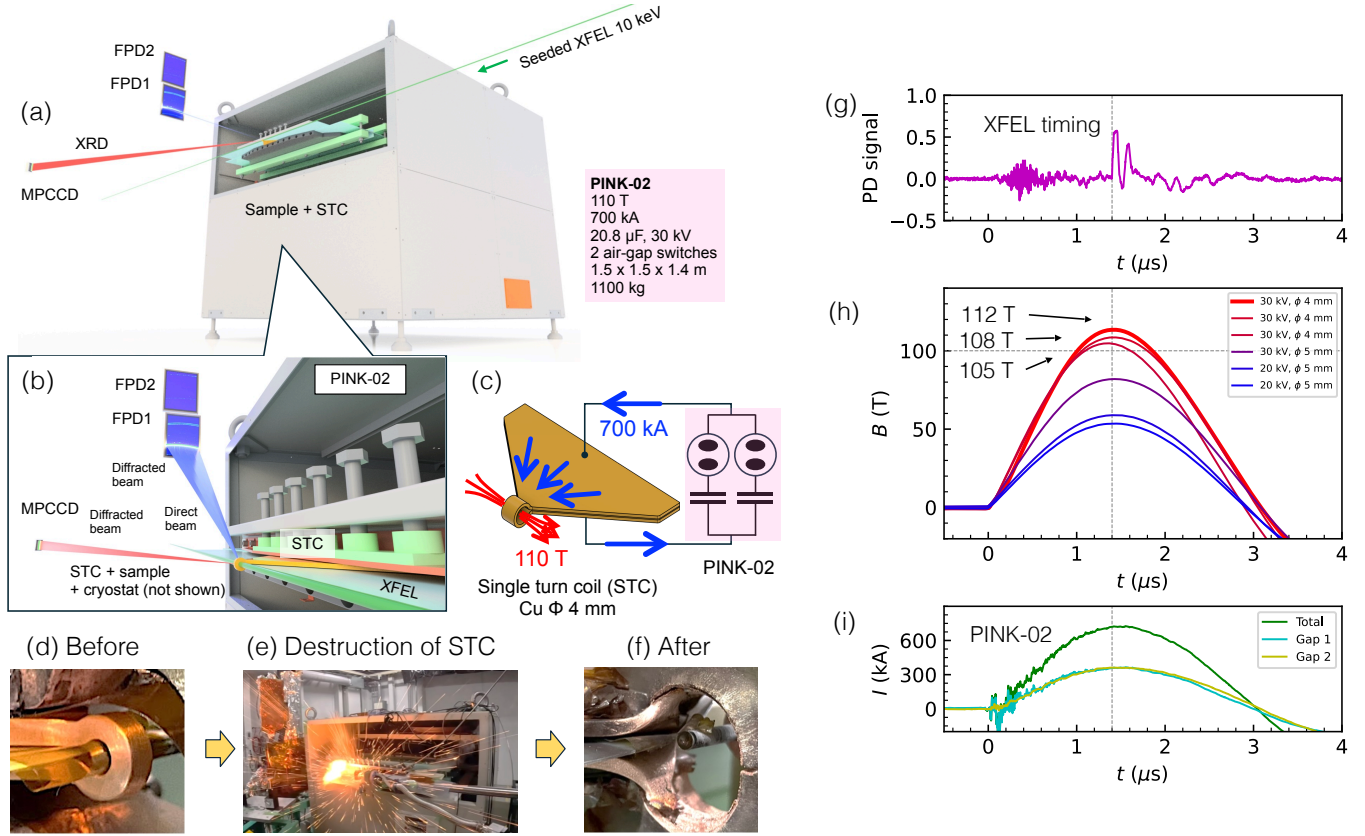 (a)
FPD2
FPD1
XRD
MPCCD
Seeded XFEL 10 keV
Sample + STC
PINK-02
110 T
700 kA
20.8 µF, 30 kV
2 air-gap switches
1.5 x 1.5 x 1.4 m
1100 kg
(b)
FPD2
FPD1
PINK-02
Diffracted
beam
MPCCD
Diffracted
beam
Direct
beam
STC
STC + sample
+ cryostat (not shown)
XFEL
(c)
700 kA
110 T
PINK-02
Single turn coil (STC)
Cu Φ 4 mm
(d) Before
(e) Destruction of STC
(f) After
(g)
PD signal
1.0
0.5
0.0
−0.5
XFEL timing
0 1 2 3 4
t (µs)
(h)
B (T)
100
50
0
112 T
108 T
105 T
30 kV, ϕ 4 mm
30 kV, ϕ 4 mm
30 kV, ϕ 4 mm
30 kV, ϕ 5 mm
20 kV, ϕ 5 mm
20 kV, ϕ 5 mm
0 1 2 3 4
t (µs)
(i)
I (kA)
600
300
0
PINK-02
Total
Gap 1
Gap 2
0 1 2 3 4
t (µs)